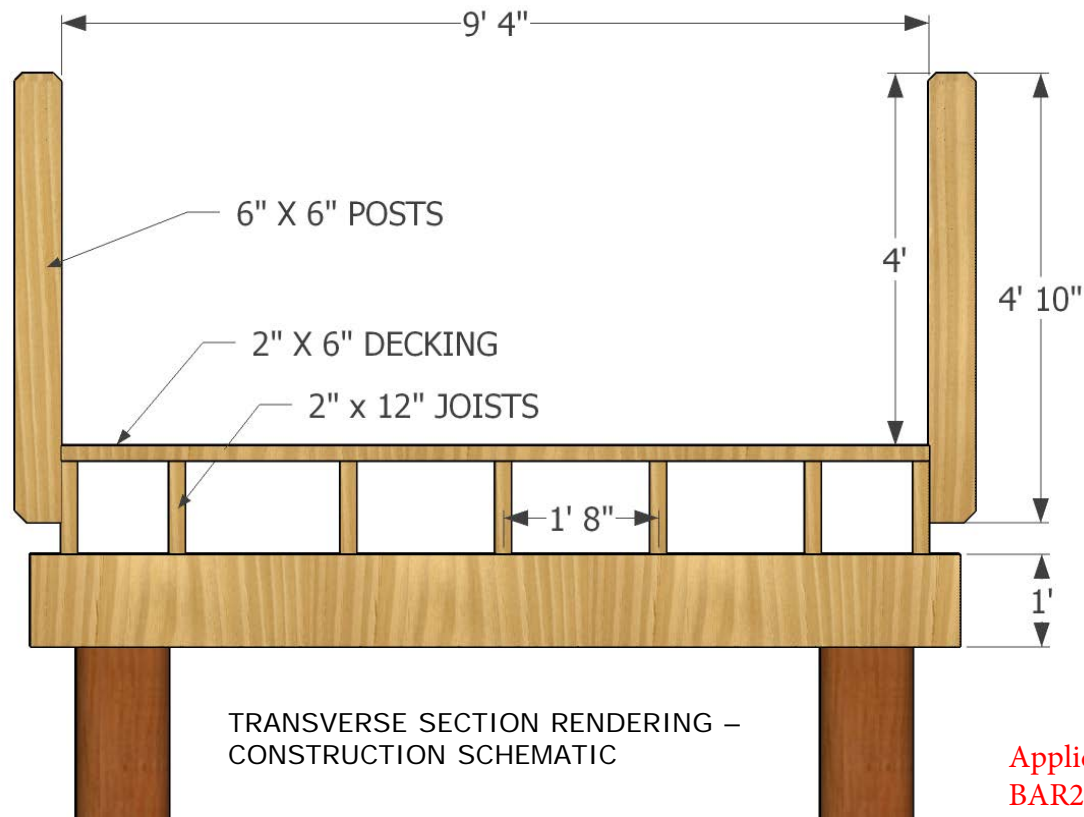 9' 4"
6" X 6" POSTS
4'
4' 10"
2" X 6" DECKING
2" x 12" JOISTS
1' 8"
1'
TRANSVERSE SECTION RENDERING –
CONSTRUCTION SCHEMATIC
BAR2